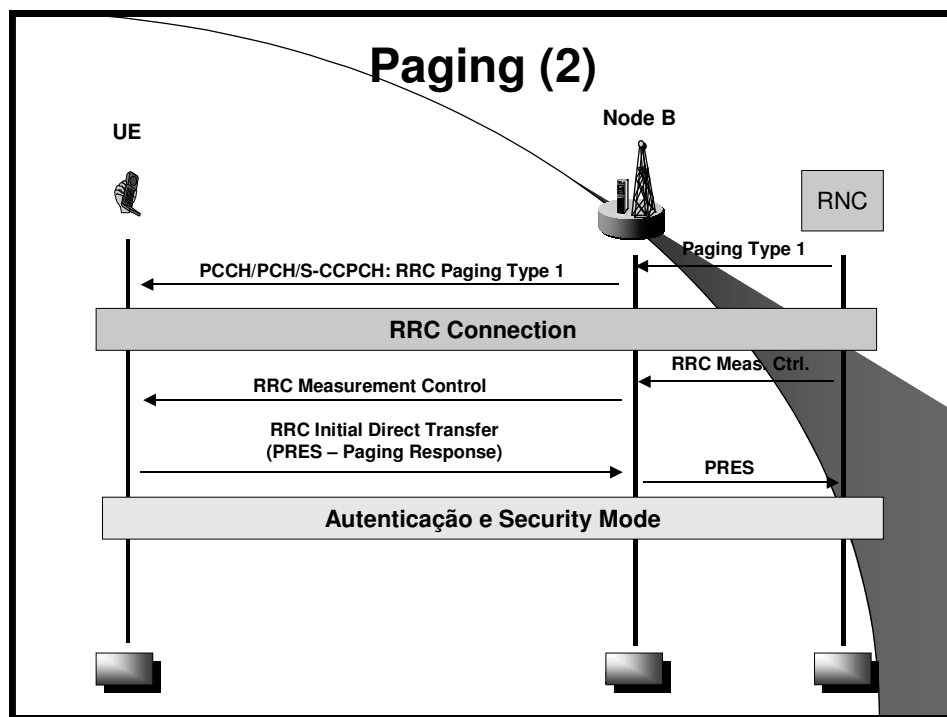 Paging (2)
Node B
UE
RNC
Paging Type 1
PCCH/PCH/S-CCPCH: RRC Paging Type 1
RRC Connection
RRC Meas. Ctrl.
RRC Measurement Control
RRC Initial Direct Transfer
(PRES – Paging Response)
PRES
Autenticação e Security Mode